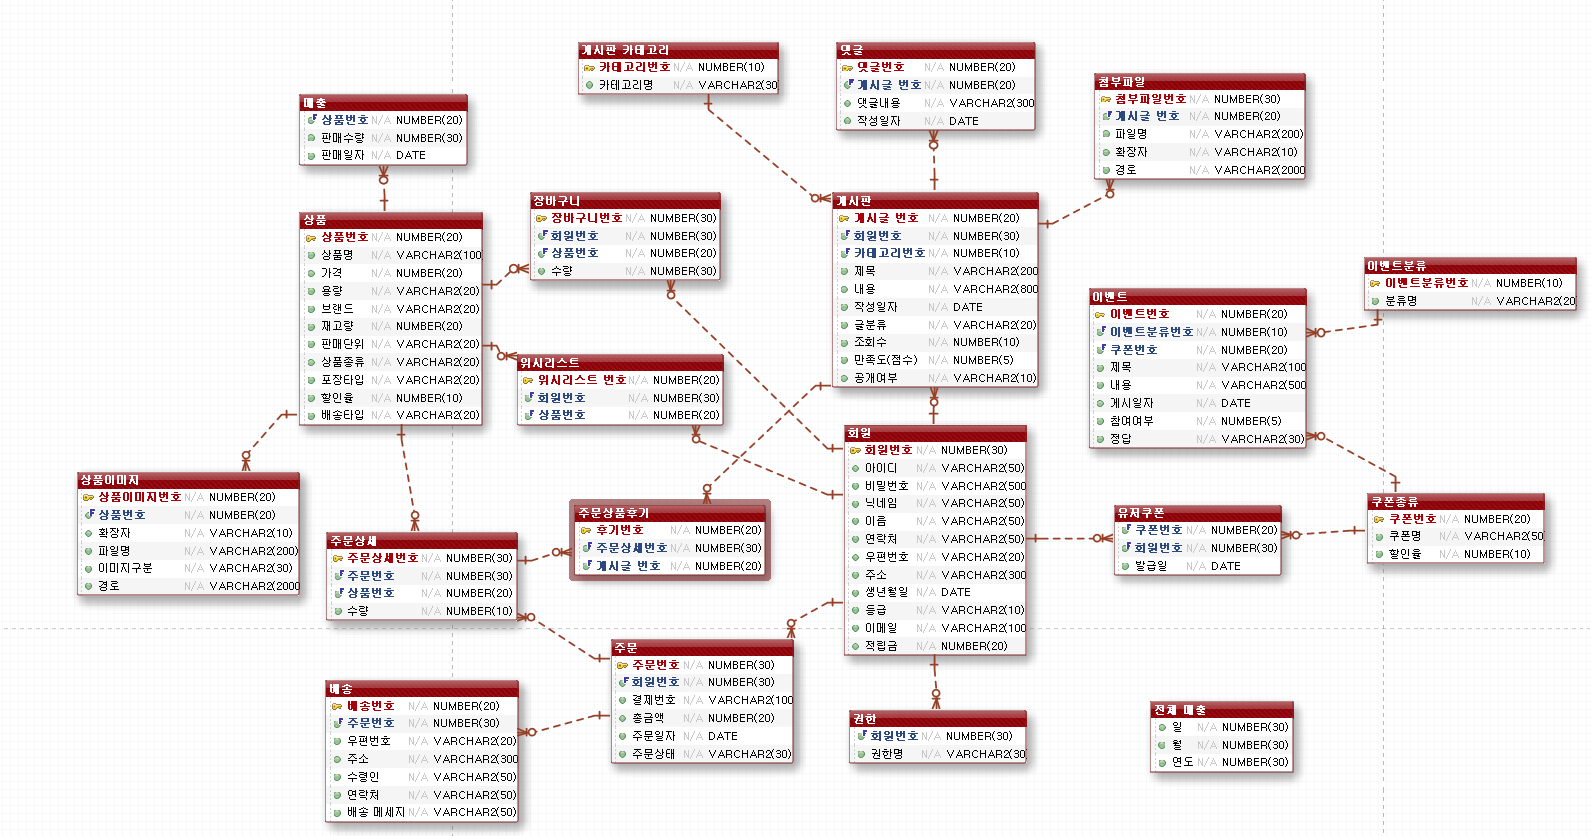 게시판 카테고리
카테고리번호 N/A NUMBER(10)
카테고리명 N/A VARCHAR2(30
댓글
댓글번호 N/A NUMBER(20)
게시글 번호 N/A NUMBER(20)
댓글내용 N/A VARCHAR2(300
작성일자 N/A DATE
첨부파일
첨부파일번호 N/A NUMBER(30)
게시글 번호 N/A NUMBER(20)
파일명 N/A VARCHAR2(200)
확장자 N/A VARCHAR2(10)
경로 N/A VARCHAR2(2000
매출
상품번호 N/A NUMBER(20)
판매수량 N/A NUMBER(30)
판매일자 N/A DATE
상품
상품번호 N/A NUMBER(20)
상품명 N/A VARCHAR2(100
가격 N/A NUMBER(20)
용량 N/A VARCHAR2(20)
브랜드 N/A VARCHAR2(20)
재고량 N/A NUMBER(20)
판매단위 N/A VARCHAR2(20)
상품종류 N/A VARCHAR2(20)
포장타입 N/A VARCHAR2(20)
할인율 N/A NUMBER(10)
배송타입 N/A VARCHAR2(20)
장바구니
장바구니번호 N/A NUMBER(30)
회원번호 N/A NUMBER(30)
상품번호 N/A NUMBER(20)
수량 N/A NUMBER(30)
게시판
게시글 번호 N/A NUMBER(20)
회원번호 N/A NUMBER(30)
카테고리번호 N/A NUMBER(10)
제목 N/A VARCHAR2(200
내용 N/A VARCHAR2(800
작성일자 N/A DATE
글분류 N/A VARCHAR2(20)
조회수 N/A NUMBER(10)
만족도(점수) N/A NUMBER(5)
공개여부 N/A VARCHAR2(10)
이벤트분류
이벤트분류번호 N/A NUMBER(10)
분류명 N/A VARCHAR2(20
이벤트
이벤트번호 N/A NUMBER(20)
이벤트분류번호 N/A NUMBER(10)
쿠폰번호 N/A NUMBER(20)
제목 N/A VARCHAR2(100
내용 N/A VARCHAR2(500
게시일자 N/A DATE
참여여부 N/A NUMBER(5)
정답 N/A VARCHAR2(30)
위시리스트
위시리스트 번호 N/A NUMBER(20)
회원번호 N/A NUMBER(30)
상품번호 N/A NUMBER(20)
회원
회원번호 N/A NUMBER(30)
아이디 N/A VARCHAR2(50)
비밀번호 N/A VARCHAR2(500
닉네임 N/A VARCHAR2(50)
이름 N/A VARCHAR2(50)
연락처 N/A VARCHAR2(50)
우편번호 N/A VARCHAR2(20)
주소 N/A VARCHAR2(300
생년월일 N/A DATE
등급 N/A VARCHAR2(10)
이메일 N/A VARCHAR2(100
적립금 N/A NUMBER(20)
상품이미지
상품이미지번호 N/A NUMBER(20)
상품번호 N/A NUMBER(20)
확장자 N/A VARCHAR2(10)
파일명 N/A VARCHAR2(200)
이미지구분 N/A VARCHAR2(30)
경로 N/A VARCHAR2(2000
주문상품후기
후기번호 N/A NUMBER(20)
주문상세번호 N/A NUMBER(30)
게시글 번호 N/A NUMBER(20)
유저쿠폰
쿠폰번호 N/A NUMBER(20)
회원번호 N/A NUMBER(30)
발급일 N/A DATE
쿠폰종류
쿠폰번호 N/A NUMBER(20)
쿠폰명 N/A VARCHAR2(50
할인율 N/A NUMBER(10)
주문상세
주문상세번호 N/A NUMBER(30)
주문번호 N/A NUMBER(30)
상품번호 N/A NUMBER(20)
수량 N/A NUMBER(10)
주문
주문번호 N/A NUMBER(30)
회원번호 N/A NUMBER(30)
결제번호 N/A VARCHAR2(100
총금액 N/A NUMBER(20)
주문일자 N/A DATE
주문상태 N/A VARCHAR2(30)
배송
배송번호 N/A NUMBER(20)
주문번호 N/A NUMBER(30)
우편번호 N/A VARCHAR2(20)
주소 N/A VARCHAR2(300
수령인 N/A VARCHAR2(50)
연락처 N/A VARCHAR2(50)
배송 메세지 N/A VARCHAR2(50)
권한
회원번호 N/A NUMBER(30)
권한명 N/A VARCHAR2(30
전체 매출
일 N/A NUMBER(30)
월 N/A NUMBER(30)
연도 N/A NUMBER(30)